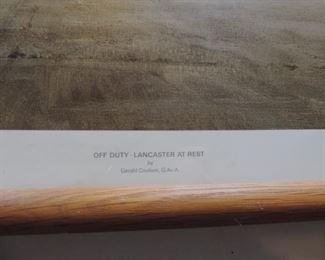 OFF DUTY - LANCASTER AT REST
by
Gerald Coulson, G.Av.A.